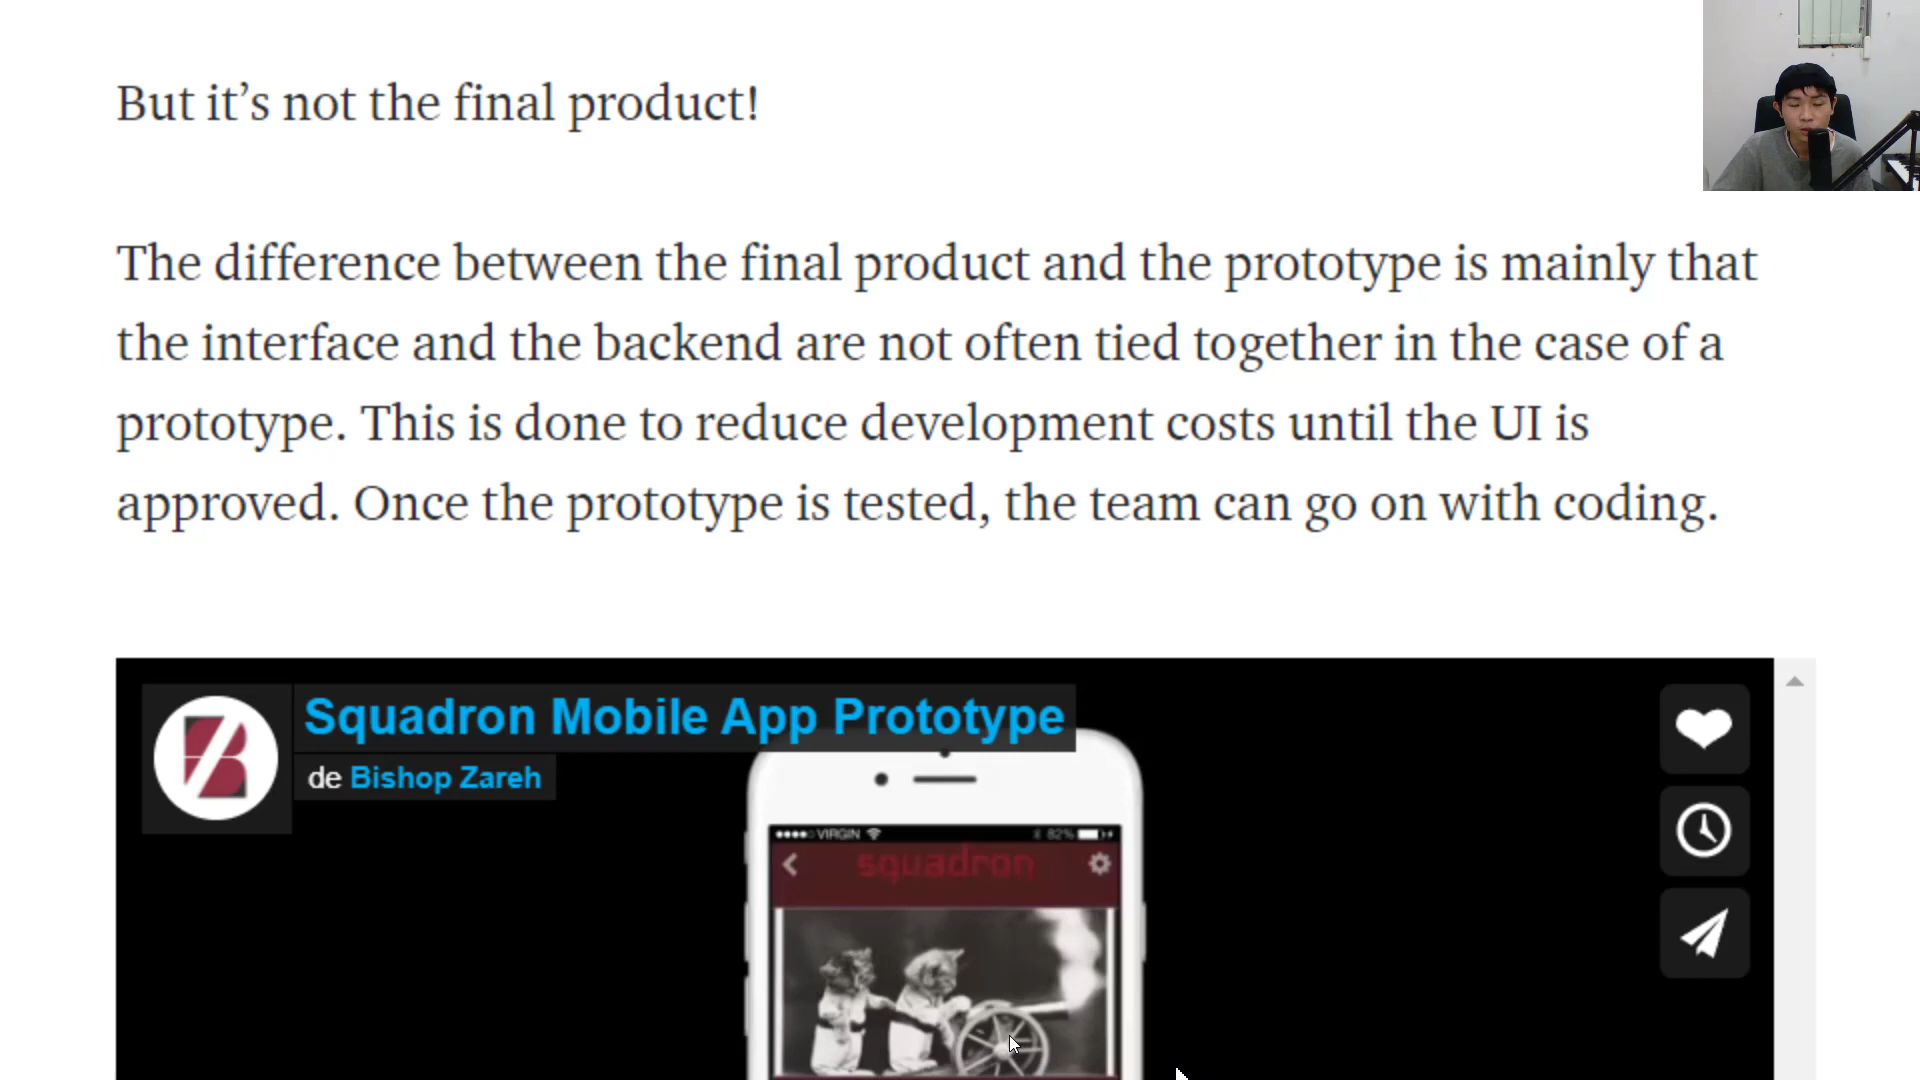 But it’s not the final product!
The difference between the final product and the prototype is mainly that
the interface and the backend are not often tied together in the case of a
prototype. This is done to reduce development costs until the UI is
approved. Once the prototype is tested, the team can go on with coding.
Squadron Mobile App Prototype
de Bishop Zareh
VIRGIN 82%
squadron